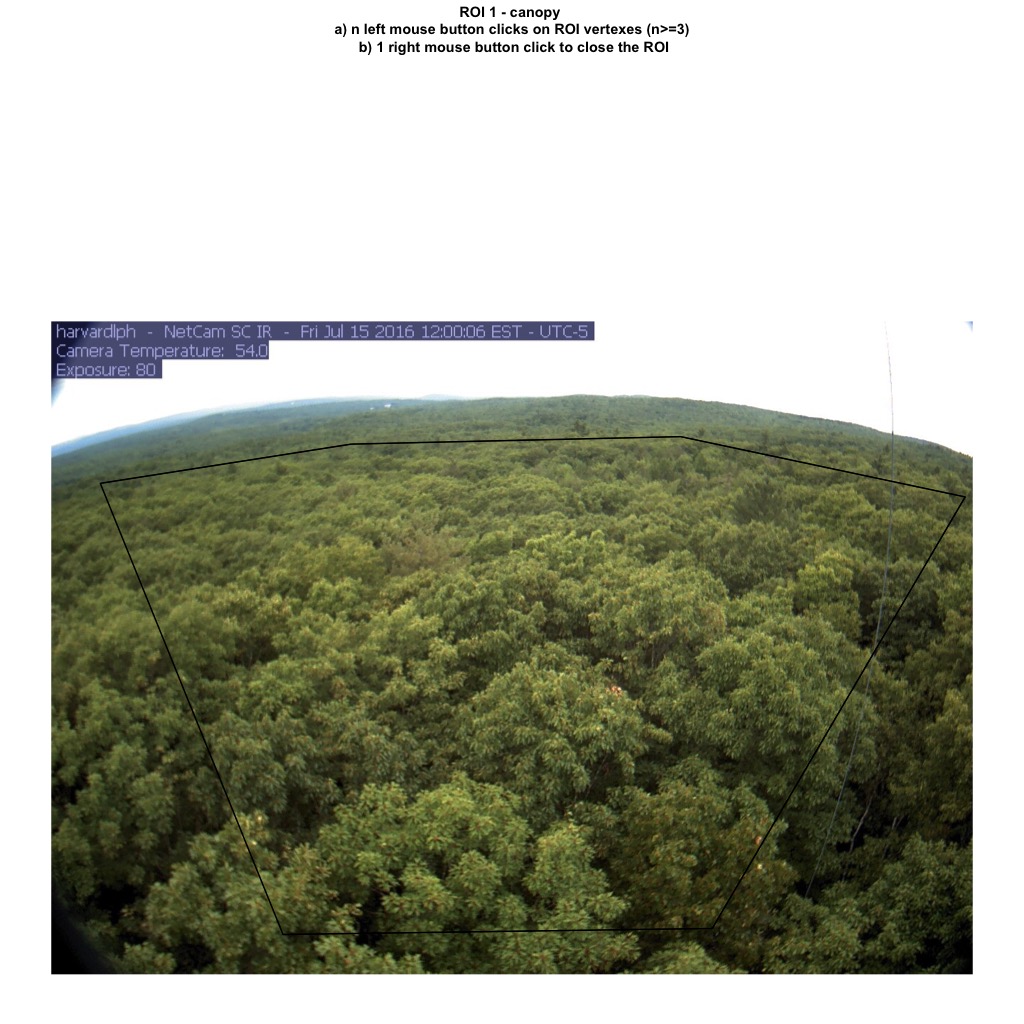 ROI 1 - canopy
a) n left mouse button clicks on ROI vertexes (n>=3)
b) 1 right mouse button click to close the ROI
harvardlph - NetCam SC IR - Fri Jul 15 2016 12:00:06 EST - UTC-5
Camera Temperature: 54.0
Exposure: 80